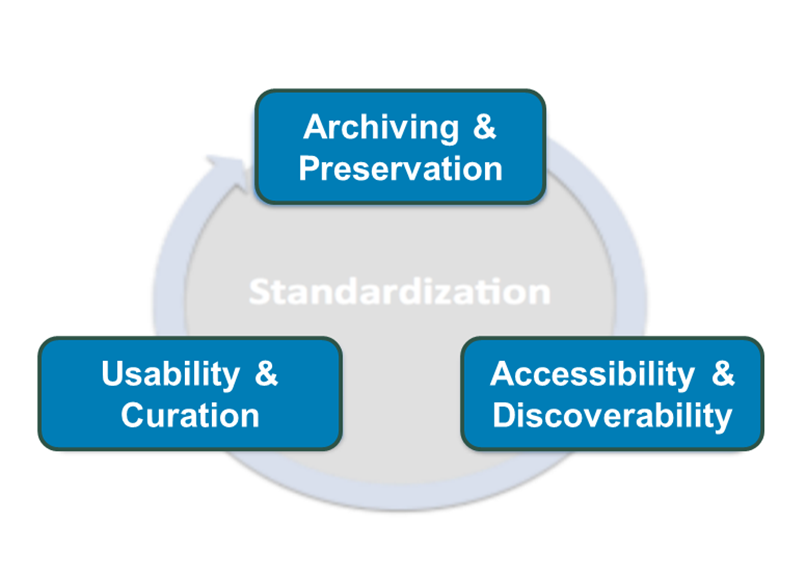 Archiving &
Preservation
Standardization
Usability &
Curation
Accessibility &
Discoverability